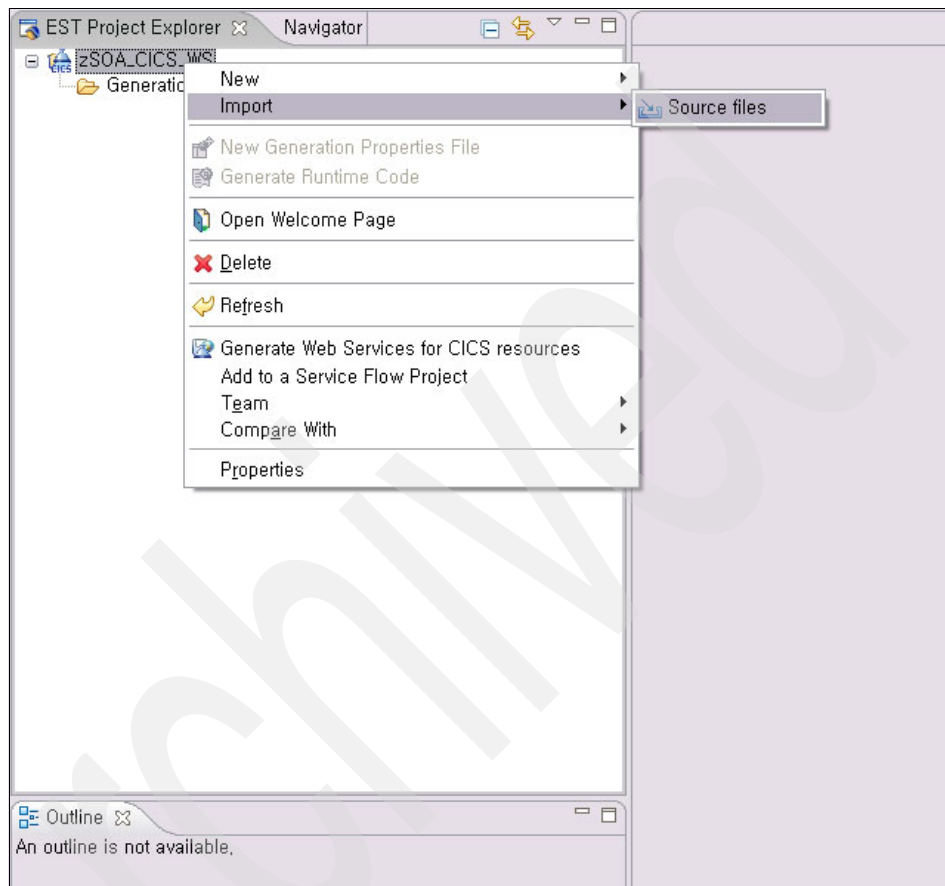 EST Project Explorer Navigator
zSOA_CICS_WS
Generatio
New
Import
Source files
New Generation Properties File
Generate Runtime Code
Open Welcome Page
Delete
Refresh
Generate Web Services for CICS resources
Add to a Service Flow Project
Team
Compare With
Properties
Outline
An outline is not available.